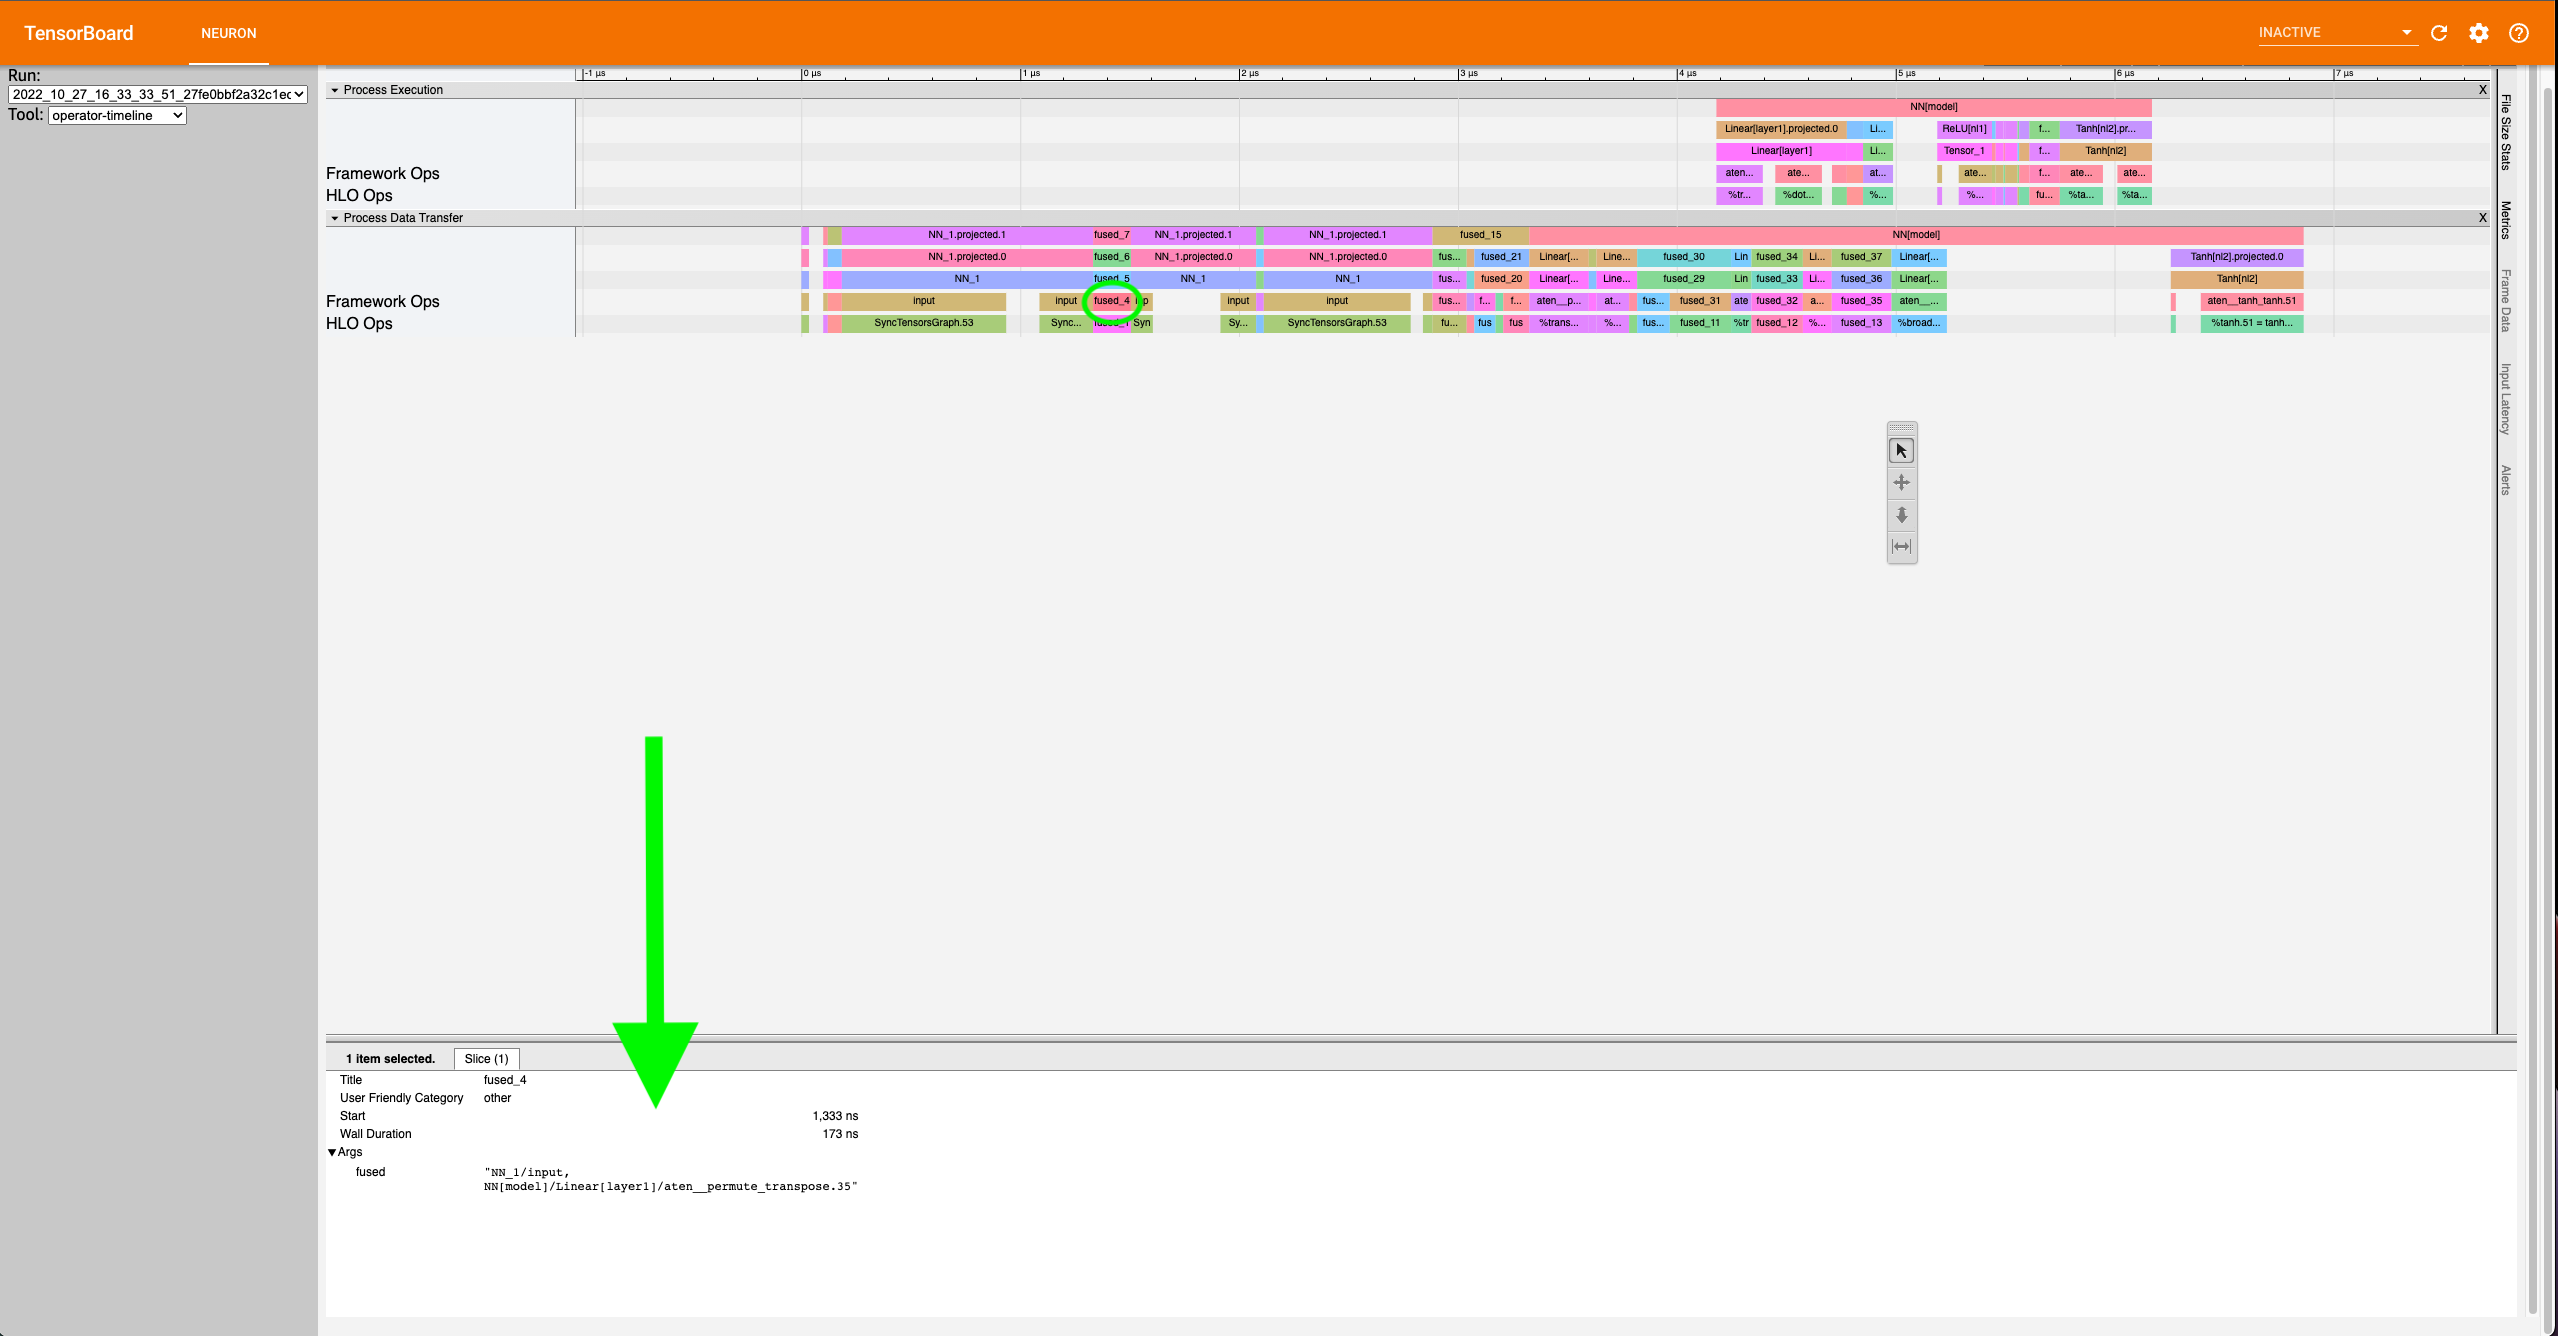 TensorBoard NEURON INACTIVE
Run:
2022_10_27_16_33_33_51_27fe0bbf2a32c1ec
Tool: operator-timeline
-1 µs 0 µs 1 µs 2 µs 3 µs 4 µs 5 µs 6 µs 7 µs
Process Execution X
NN[model]
Linear[layer1].projected.0 Li... ReLU[nl1] f... Tanh[nl2].pr...
Linear[layer1] Li... Tensor_1 f... Tanh[nl2]
Framework Ops aten... ate... at... ate... f... ate... ate...
HLO Ops %tr... %dot... %... %... fu... %ta... %ta...
Process Data Transfer X
NN_1.projected.1 fused_7 NN_1.projected.1 NN_1.projected.1 fused_15 NN[model]
NN_1.projected.0 fused_6 NN_1.projected.0 NN_1.projected.0 fus... fused_21 Linear[... Line... fused_30 Lin fused_34 Li... fused_37 Linear[... Tanh[nl2].projected.0
NN_1 fused_5 NN_1 NN_1 fus... fused_20 Linear[... Line... fused_29 Lin fused_33 Li... fused_36 Linear[... Tanh[nl2]
Framework Ops input input fused_4 input input fus... f... f... aten__p... at... fus... fused_31 ate fused_32 a... fused_35 aten__... aten__tanh_tanh.51
HLO Ops SyncTensorsGraph.53 Sync... Syn Sy... SyncTensorsGraph.53 fu... fus fus %trans... %... fus... fused_11 %tr fused_12 %... fused_13 %broad... %tanh.51 = tanh...
File Size Stats
Metrics
Frame Data
Input Latency
Alerts
1 item selected. Slice (1)
Title fused_4
User Friendly Category other
Start 1,333 ns
Wall Duration 173 ns
Args
fused "NN_1/input,
NN[model]/Linear[layer1]/aten__permute_transpose.35"